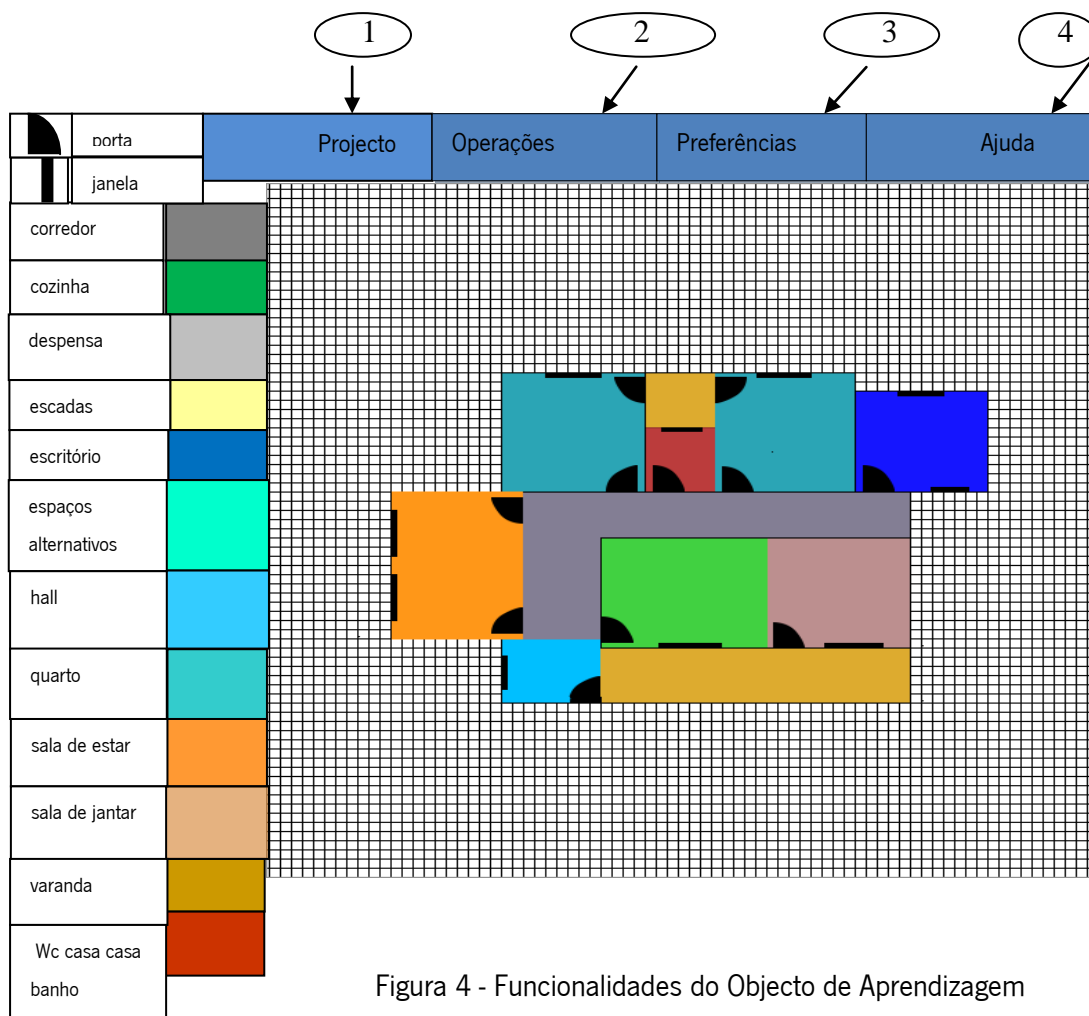 1
2
3
4
porta
Projecto
Operações
Preferências
Ajuda
janela
corredor
cozinha
despensa
escadas
escritório
espaços
alternativos
hall
quarto
sala de estar
sala de jantar
varanda
Wc casa casa
banho
Figura 4 - Funcionalidades do Objecto de Aprendizagem